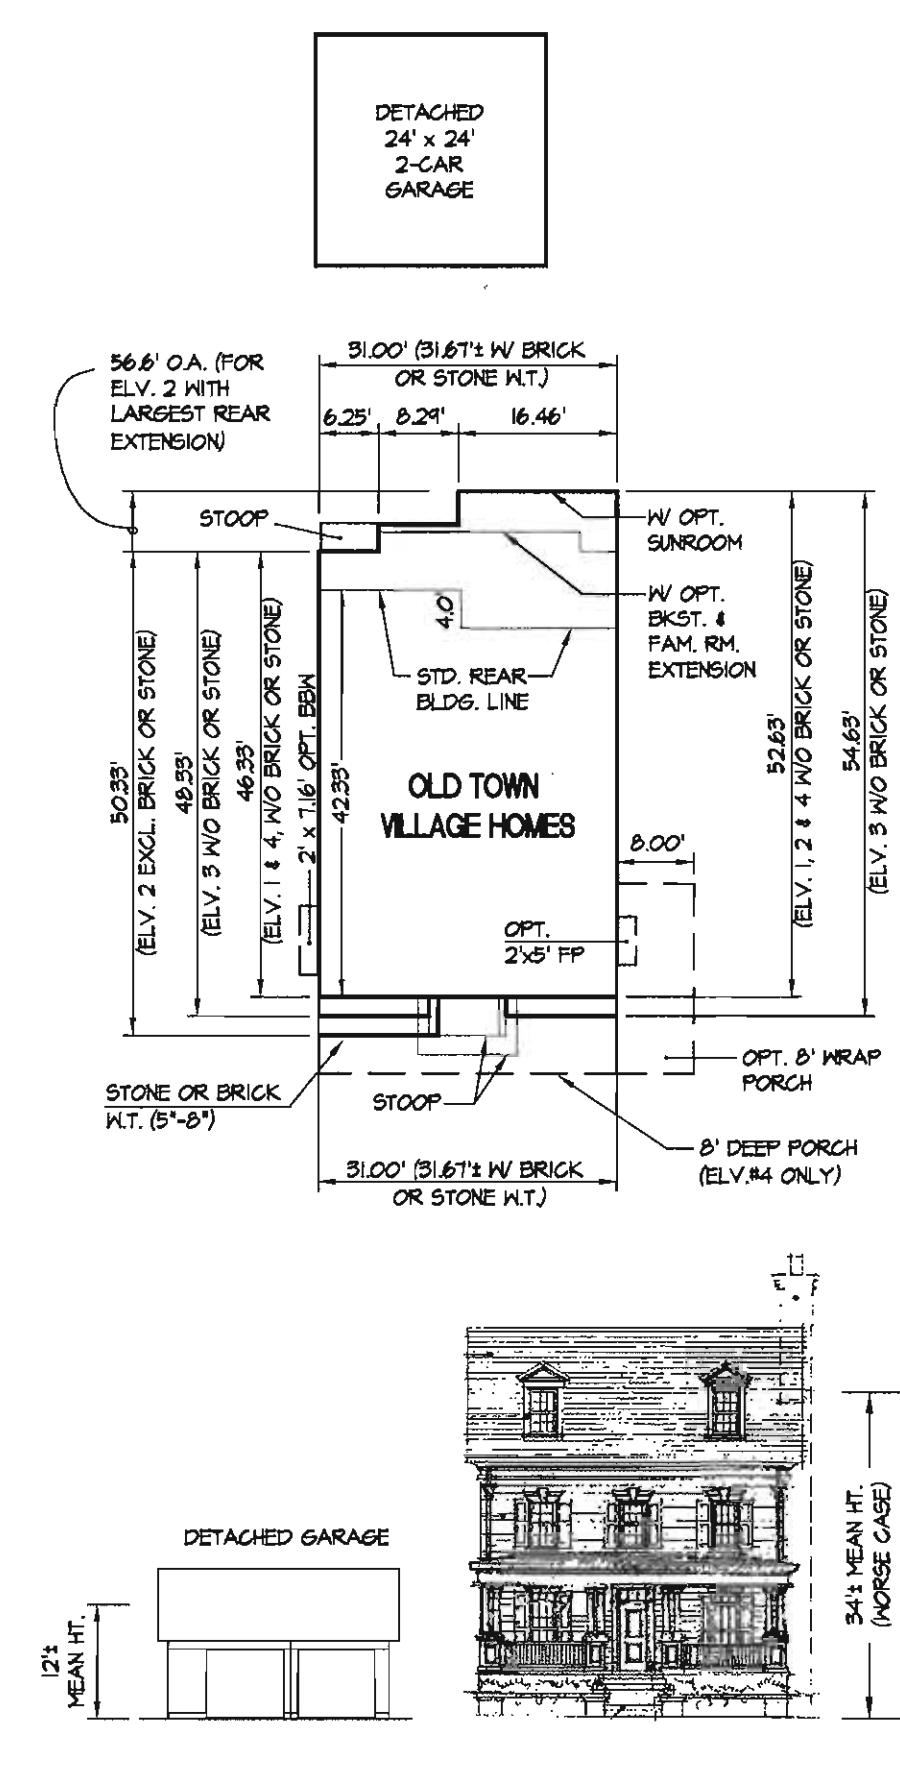 DETACHED
24' x 24'
2-CAR
GARAGE
56.6' O.A. (FOR
ELV. 2 WITH
LARGEST REAR
EXTENSION)
31.00' (31.67'± W/ BRICK
OR STONE W.T.)
6.25'
8.29'
16.46'
STOOP
W/ OPT.
SUNROOM
W/ OPT.
BKST. &
FAM. RM.
EXTENSION
4.0'
STD. REAR
BLDG. LINE
50.33'
(ELV. 2 EXCL. BRICK OR STONE)
48.33'
(ELV. 3 W/O BRICK OR STONE)
46.33'
(ELV. 1 & 4, W/O BRICK OR STONE)
2' x 7.16' OPT. BBW
42.33'
OLD TOWN
VILLAGE HOMES
52.63'
(ELV. 1, 2 & 4 W/O BRICK OR STONE)
54.63'
(ELV. 3 W/O BRICK OR STONE)
8.00'
OPT.
2'x5' FP
OPT. 8' WRAP
PORCH
STONE OR BRICK
W.T. (5"-8")
STOOP
8' DEEP PORCH
(ELV.#4 ONLY)
31.00' (31.67'± W/ BRICK
OR STONE W.T.)
DETACHED GARAGE
12'±
MEAN HT.
34'± MEAN HT.
(WORSE CASE)